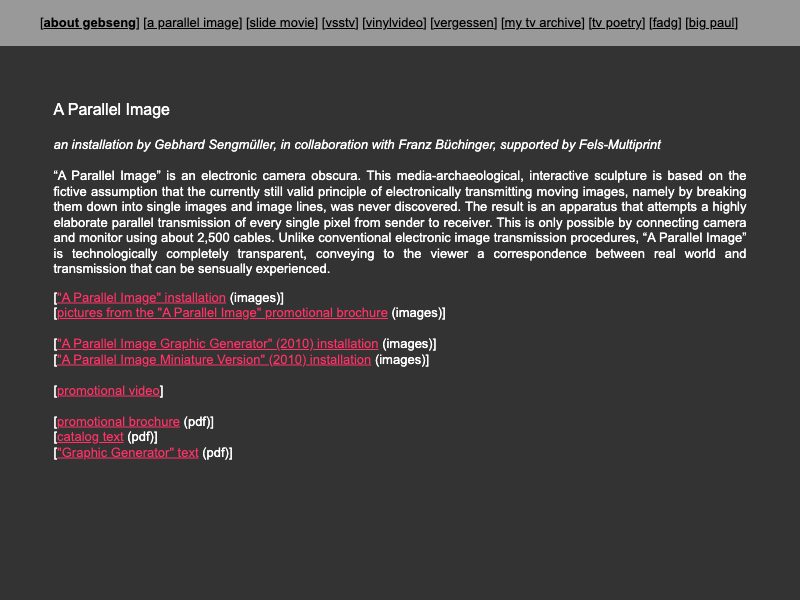 [about gebseng] [a parallel image] [slide movie] [vsstv] [vinylvideo] [vergessen] [my tv archive] [tv poetry] [fadg] [big paul]
A Parallel Image
an installation by Gebhard Sengmüller, in collaboration with Franz Büchinger, supported by Fels-Multiprint
“A Parallel Image” is an electronic camera obscura. This media-archaeological, interactive sculpture is based on the
fictive assumption that the currently still valid principle of electronically transmitting moving images, namely by breaking
them down into single images and image lines, was never discovered. The result is an apparatus that attempts a highly
elaborate parallel transmission of every single pixel from sender to receiver. This is only possible by connecting camera
and monitor using about 2,500 cables. Unlike conventional electronic image transmission procedures, “A Parallel Image”
is technologically completely transparent, conveying to the viewer a correspondence between real world and
transmission that can be sensually experienced.
["A Parallel Image" installation (images)]
[pictures from the "A Parallel Image" promotional brochure (images)]
["A Parallel Image Graphic Generator" (2010) installation (images)]
["A Parallel Image Miniature Version" (2010) installation (images)]
[promotional video]
[promotional brochure (pdf)]
[catalog text (pdf)]
["Graphic Generator" text (pdf)]